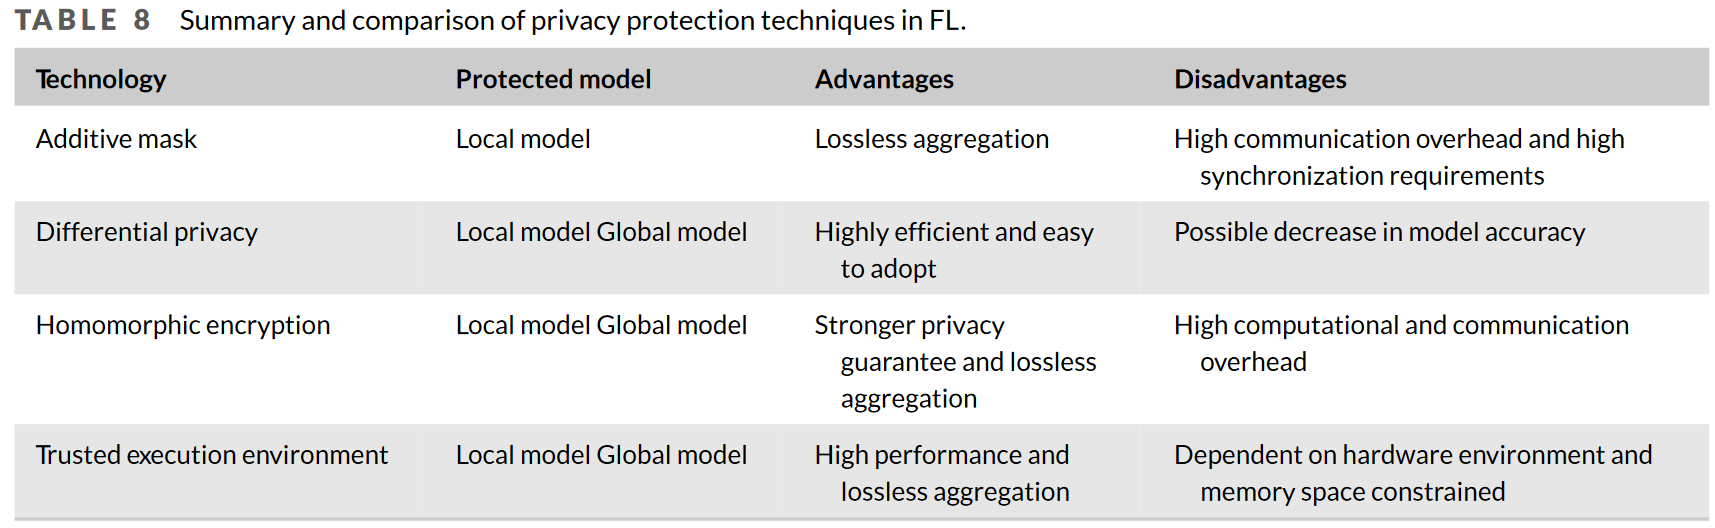 TABLE 8 Summary and comparison of privacy protection techniques in FL.
Technology Protected model Advantages Disadvantages
Additive mask Local model Lossless aggregation High communication overhead and high
synchronization requirements
Differential privacy Local model Global model Highly efficient and easy Possible decrease in model accuracy
to adopt
Homomorphic encryption Local model Global model Stronger privacy High computational and communication
guarantee and lossless overhead
aggregation
Trusted execution environment Local model Global model High performance and Dependent on hardware environment and
lossless aggregation memory space constrained